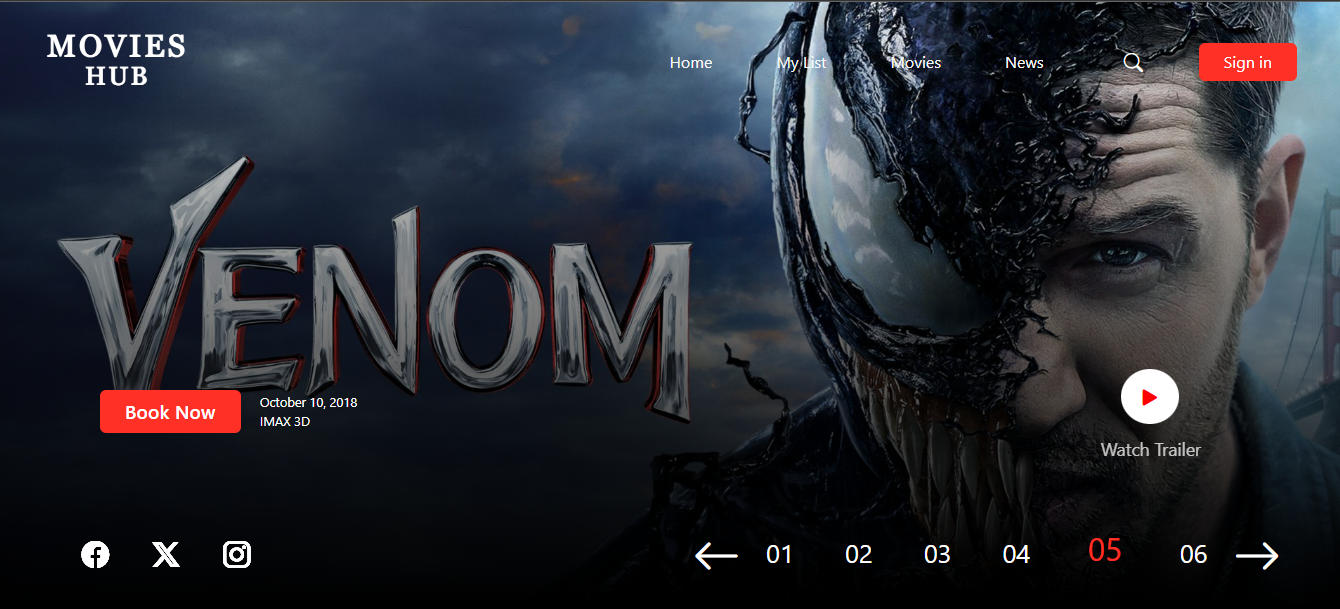 MOVIES
HUB
Home My List Movies News Sign in
VENOM
Book Now
October 10, 2018
IMAX 3D
Watch Trailer
01 02 03 04 05 06